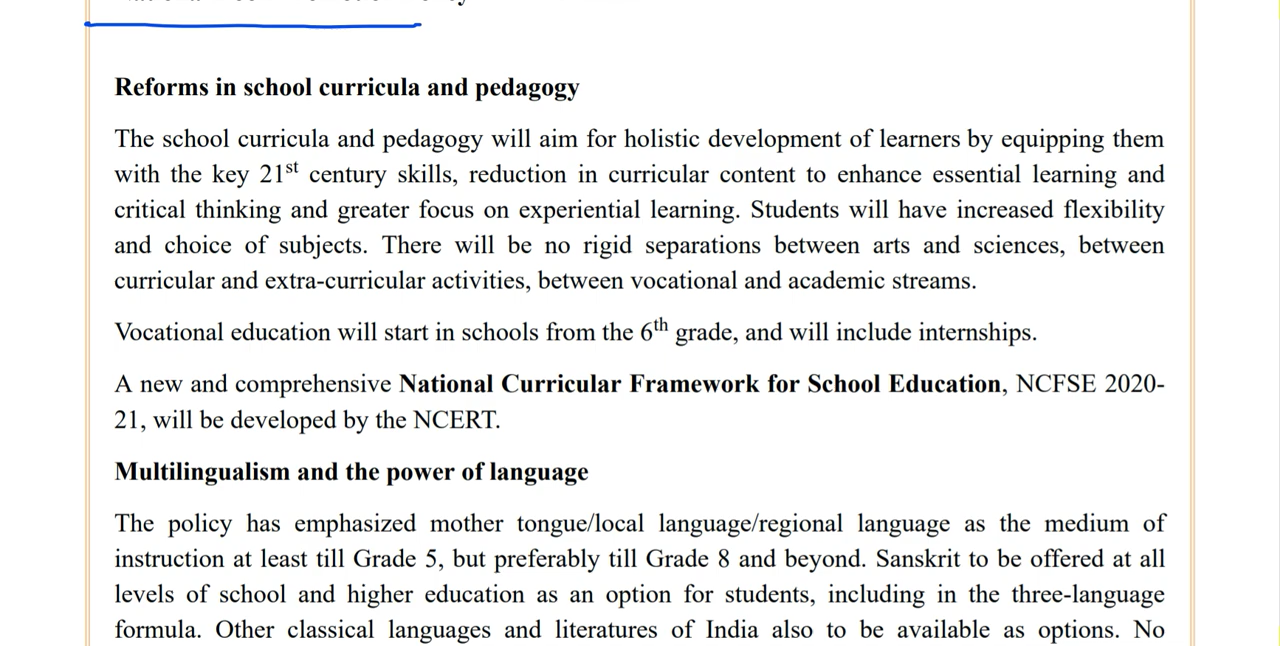 Reforms in school curricula and pedagogy
The school curricula and pedagogy will aim for holistic development of learners by equipping them
with the key 21st century skills, reduction in curricular content to enhance essential learning and
critical thinking and greater focus on experiential learning. Students will have increased flexibility
and choice of subjects. There will be no rigid separations between arts and sciences, between
curricular and extra-curricular activities, between vocational and academic streams.
Vocational education will start in schools from the 6th grade, and will include internships.
A new and comprehensive National Curricular Framework for School Education, NCFSE 2020-
21, will be developed by the NCERT.
Multilingualism and the power of language
The policy has emphasized mother tongue/local language/regional language as the medium of
instruction at least till Grade 5, but preferably till Grade 8 and beyond. Sanskrit to be offered at all
levels of school and higher education as an option for students, including in the three-language
formula. Other classical languages and literatures of India also to be available as options. No